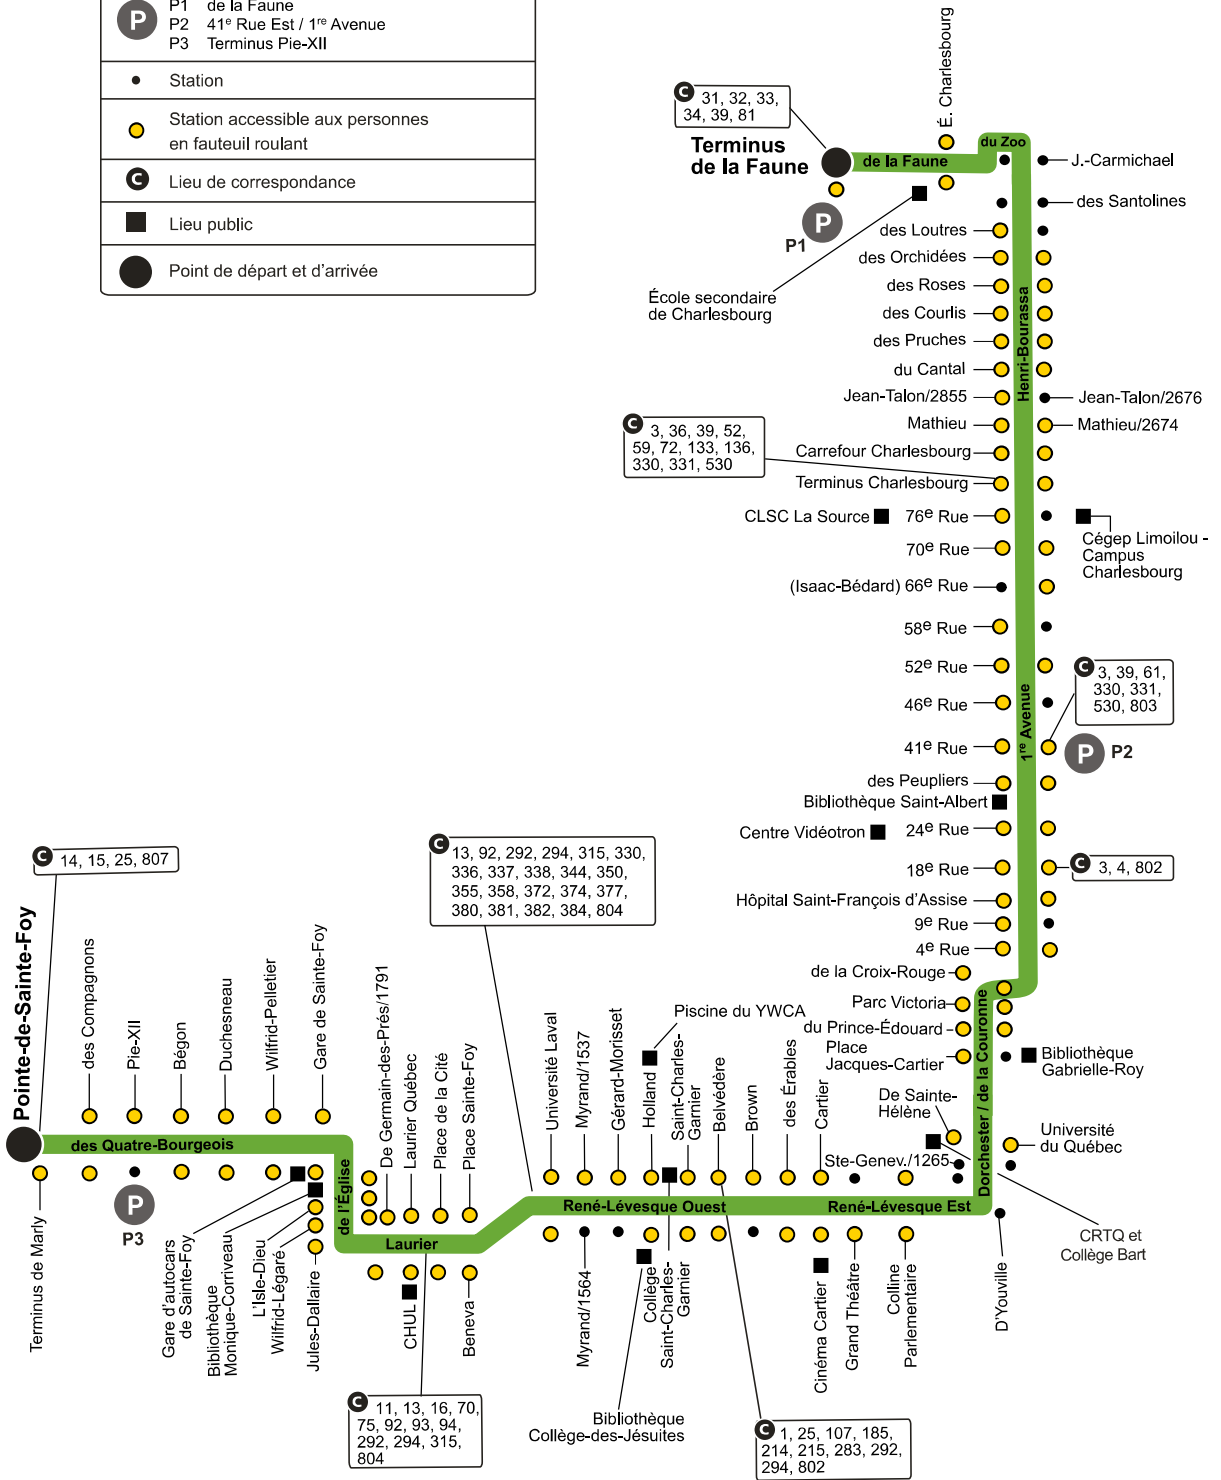 P
P1 de la Faune
P2 41e Rue Est / 1re Avenue
P3 Terminus Pie-XII
Station
Station accessible aux personnes
en fauteuil roulant
C Lieu de correspondance
Lieu public
Point de départ et d'arrivée
C 31, 32, 33,
34, 39, 81
É. Charlesbourg
Terminus
de la Faune
de la Faune
du Zoo
J.-Carmichael
des Santolines
P
P1
des Loutres
des Orchidées
École secondaire
de Charlesbourg
des Roses
des Courlis
des Pruches
du Cantal
Henri-Bourassa
Jean-Talon/2855
Jean-Talon/2676
Mathieu
Mathieu/2674
C 3, 36, 39, 52,
59, 72, 133, 136,
330, 331, 530
Carrefour Charlesbourg
Terminus Charlesbourg
CLSC La Source
76e Rue
Cégep Limoilou -
Campus
Charlesbourg
70e Rue
(Isaac-Bédard) 66e Rue
58e Rue
52e Rue
C 3, 39, 61,
330, 331,
530, 803
46e Rue
1re Avenue
41e Rue
P P2
des Peupliers
Bibliothèque Saint-Albert
Centre Vidéotron
24e Rue
18e Rue
C 3, 4, 802
Hôpital Saint-François d'Assise
9e Rue
4e Rue
de la Croix-Rouge
Parc Victoria
du Prince-Édouard
Place
Jacques-Cartier
Bibliothèque
Gabrielle-Roy
Dorchester / de la Couronne
De Sainte-
Hélène
Université
du Québec
Ste-Genev./1265
CRTQ et
Collège Bart
D'Youville
C 14, 15, 25, 807
C 13, 92, 292, 294, 315, 330,
336, 337, 338, 344, 350,
355, 358, 372, 374, 377,
380, 381, 382, 384, 804
Pointe-de-Sainte-Foy
des Compagnons
Pie-XII
Bégon
Duchesneau
Wilfrid-Pelletier
Gare de Sainte-Foy
des Quatre-Bourgeois
Terminus de Marly
P
P3
Gare d'autocars
de Sainte-Foy
Bibliothèque
Monique-Corriveau
L'Isle-Dieu
Wilfrid-Légaré
Jules-Dallaire
de l'Église
De Germain-des-Prés/1791
Laurier Québec
Place de la Cité
Place Sainte-Foy
Laurier
CHUL
Beneva
C 11, 13, 16, 70,
75, 92, 93, 94,
292, 294, 315,
804
Université Laval
Myrand/1537
Gérard-Morisset
Holland
Piscine du YWCA
Saint-Charles-
Garnier
Belvédère
Brown
des Érables
Cartier
René-Lévesque Ouest
René-Lévesque Est
Myrand/1564
Collège
Saint-Charles-
Garnier
Bibliothèque
Collège-des-Jésuites
Cinéma Cartier
Grand Théâtre
Colline
Parlementaire
C 1, 25, 107, 185,
214, 215, 283, 292,
294, 802